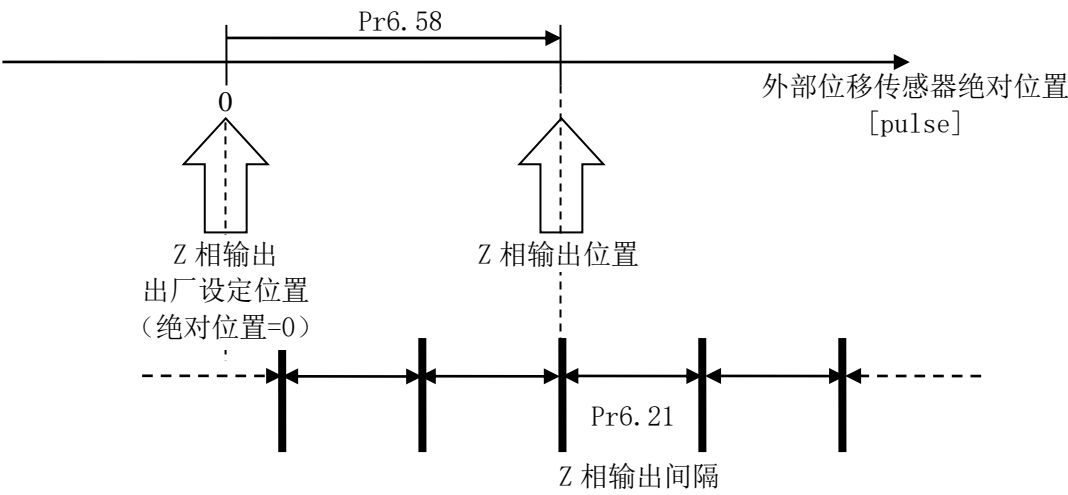 Pr6.58
外部位移传感器绝对位置
[pulse]
0
Z 相输出
出厂设定位置
（绝对位置=0）
Z 相输出位置
Pr6.21
Z 相输出间隔